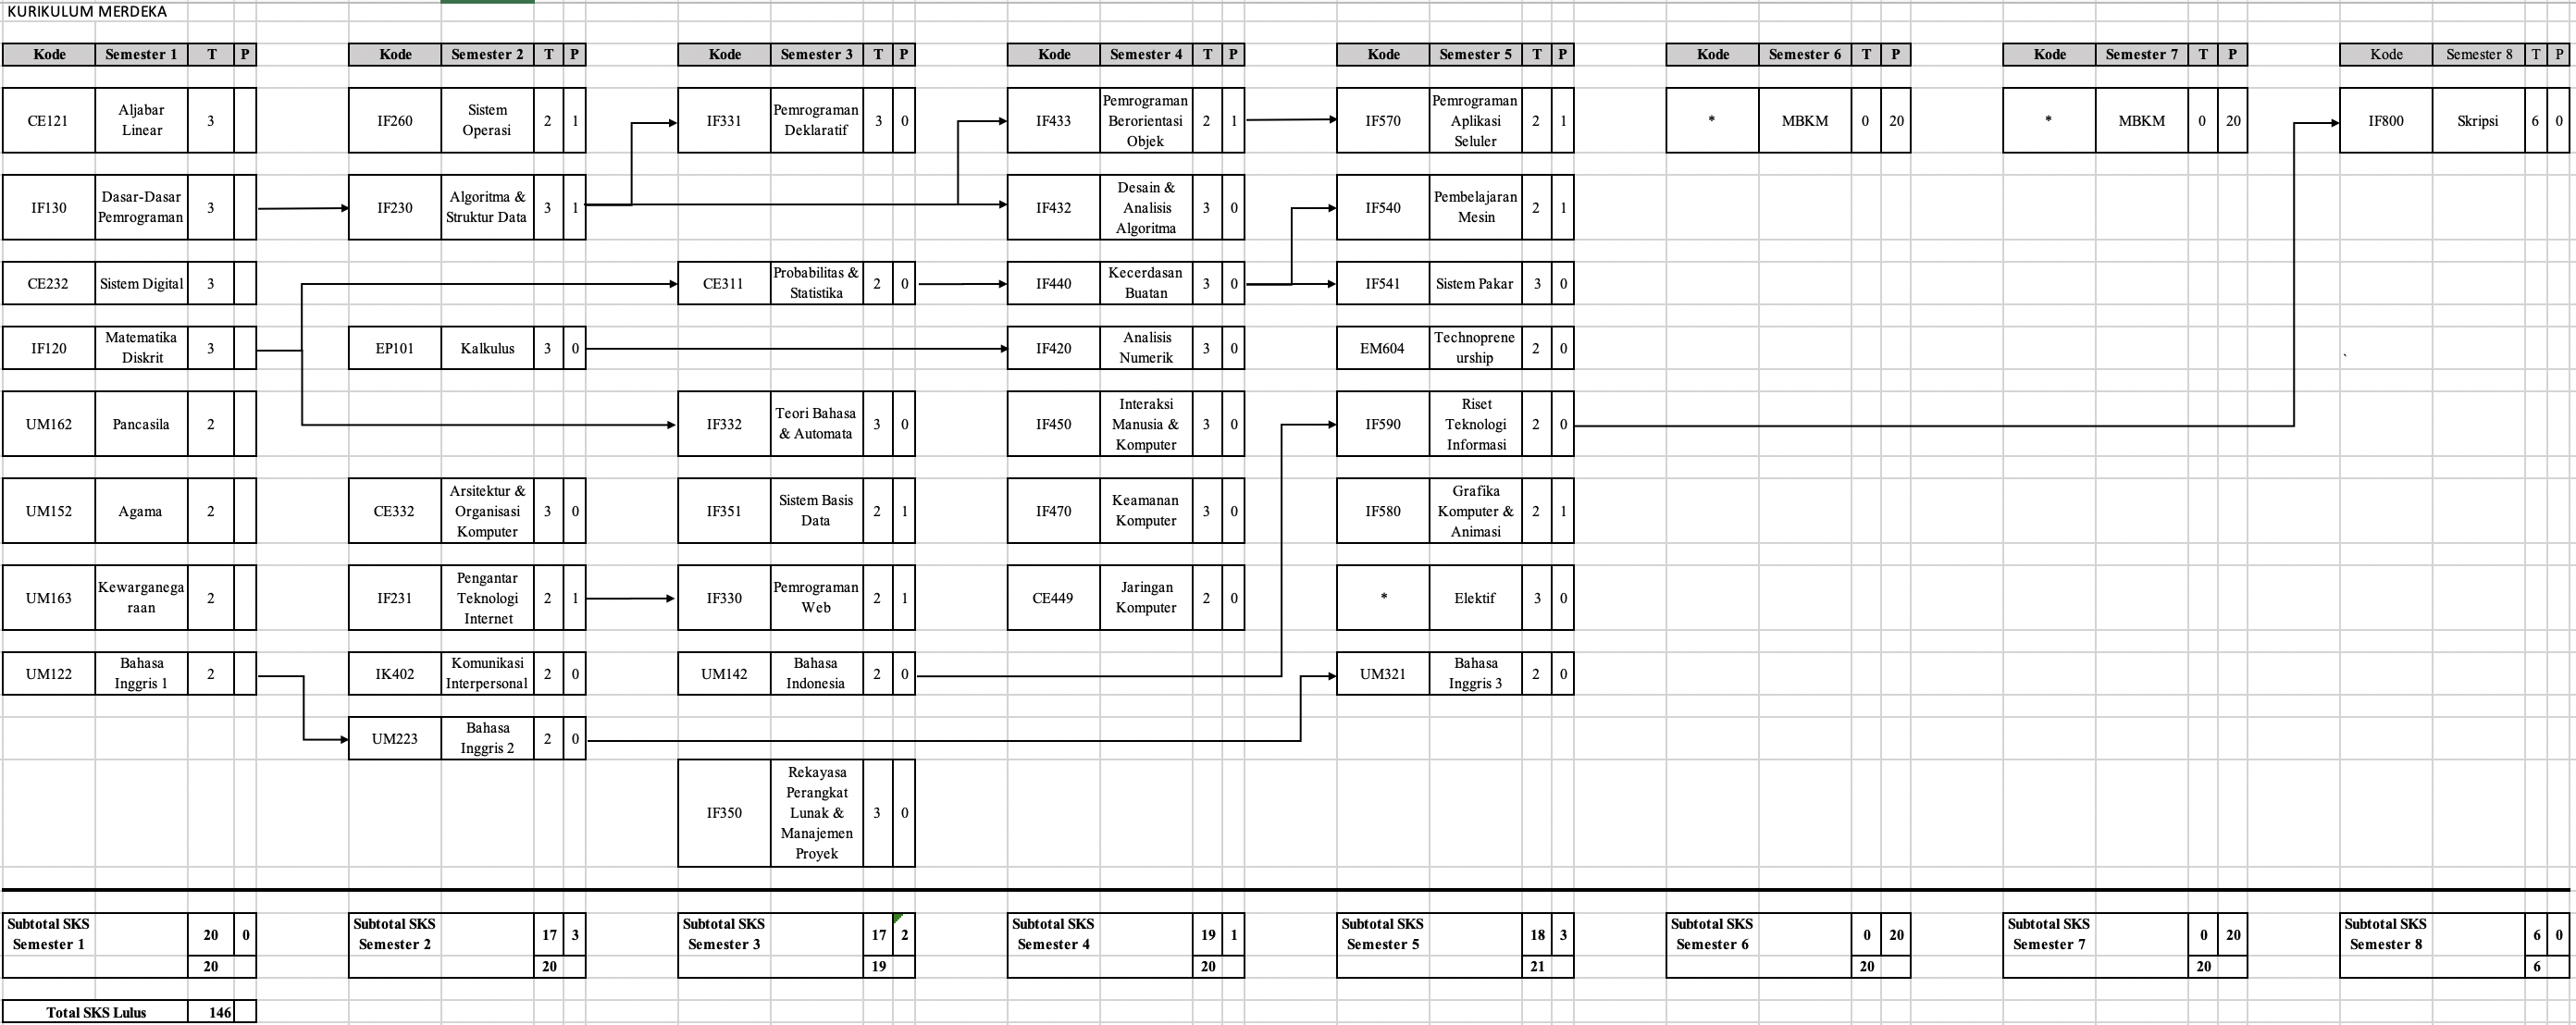 KURIKULUM MERDEKA
Kode Semester 1 T P Kode Semester 2 T P Kode Semester 3 T P Kode Semester 4 T P Kode Semester 5 T P Kode Semester 6 T P Kode Semester 7 T P Kode Semester 8 T P
CE121 Aljabar Linear 3 IF260 Sistem Operasi 2 1 IF331 Pemrograman Deklaratif 3 0 IF433 Pemrograman Berorientasi Objek 2 1 IF570 Pemrograman Aplikasi Seluler 2 1 * MBKM 0 20 * MBKM 0 20 IF800 Skripsi 6 0
IF130 Dasar-Dasar Pemrograman 3 IF230 Algoritma & Struktur Data 3 1 IF432 Desain & Analisis Algoritma 3 0 IF540 Pembelajaran Mesin 2 1
CE232 Sistem Digital 3 CE311 Probabilitas & Statistika 2 0 IF440 Kecerdasan Buatan 3 0 IF541 Sistem Pakar 3 0
IF120 Matematika Diskrit 3 EP101 Kalkulus 3 0 IF420 Analisis Numerik 3 0 EM604 Technoprene urship 2 0 `
UM162 Pancasila 2 IF332 Teori Bahasa & Automata 3 0 IF450 Interaksi Manusia & Komputer 3 0 IF590 Riset Teknologi Informasi 2 0
UM152 Agama 2 CE332 Arsitektur & Organisasi Komputer 3 0 IF351 Sistem Basis Data 2 1 IF470 Keamanan Komputer 3 0 IF580 Grafika Komputer & Animasi 2 1
UM163 Kewarganega raan 2 IF231 Pengantar Teknologi Internet 2 1 IF330 Pemrograman Web 2 1 CE449 Jaringan Komputer 2 0 * Elektif 3 0
UM122 Bahasa Inggris 1 2 IK402 Komunikasi Interpersonal 2 0 UM142 Bahasa Indonesia 2 0 UM321 Bahasa Inggris 3 2 0
UM223 Bahasa Inggris 2 2 0
IF350 Rekayasa Perangkat Lunak & Manajemen Proyek 3 0
Subtotal SKS Semester 1 20 0 Subtotal SKS Semester 2 17 3 Subtotal SKS Semester 3 17 2 Subtotal SKS Semester 4 19 1 Subtotal SKS Semester 5 18 3 Subtotal SKS Semester 6 0 20 Subtotal SKS Semester 7 0 20 Subtotal SKS Semester 8 6 0
20 20 19 20 21 20 20 6
Total SKS Lulus 146